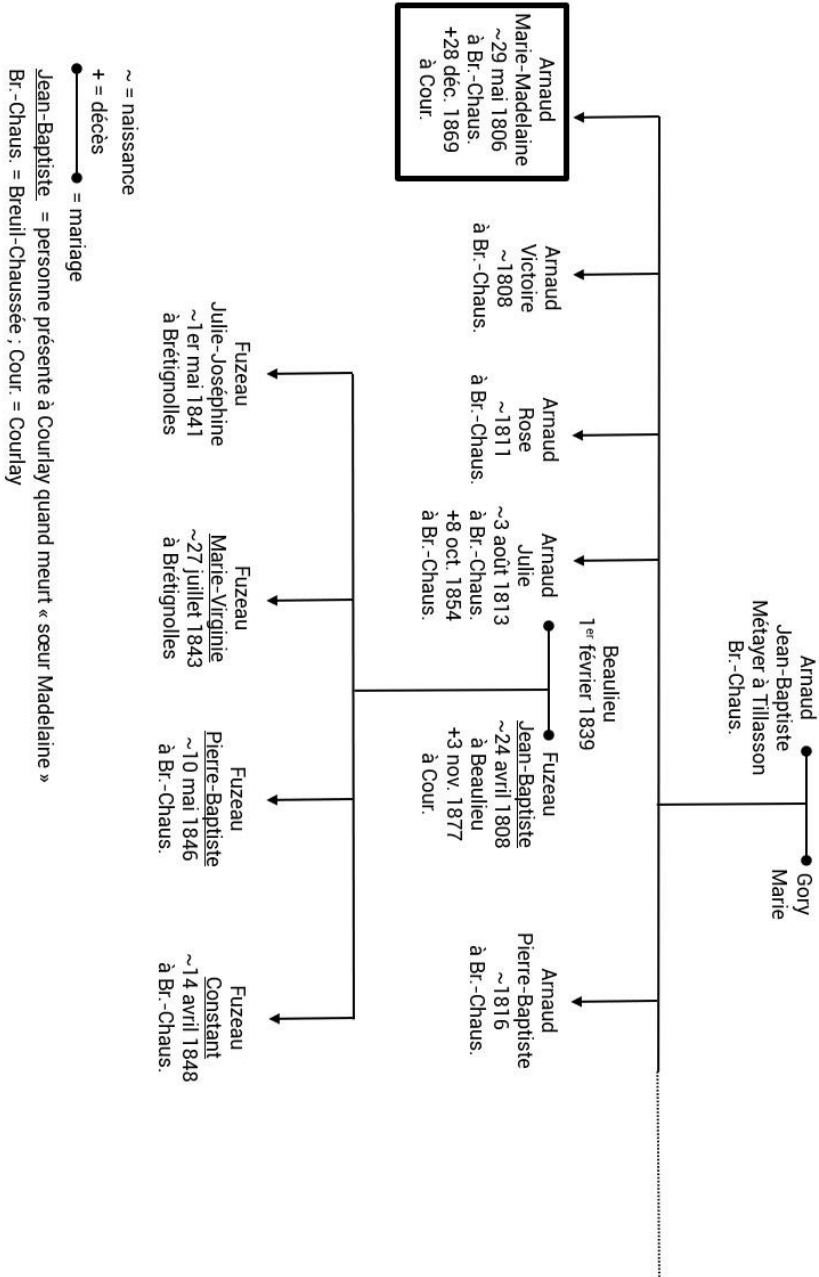 Arnaud
Jean-Baptiste
Métayer à Tillasson
Br.-Chaus.
Gory
Marie
Arnaud
Marie-Madelaine
~29 mai 1806
à Br.-Chaus.
+28 déc. 1869
à Cour.
Arnaud
Victoire
~1808
à Br.-Chaus.
Arnaud
Rose
~1811
à Br.-Chaus.
Arnaud
Julie
~3 août 1813
à Br.-Chaus.
+8 oct. 1854
à Br.-Chaus.
Beaulieu
1er février 1839
Fuzeau
Jean-Baptiste
~24 avril 1808
à Beaulieu
+3 nov. 1877
à Cour.
Arnaud
Pierre-Baptiste
~1816
à Br.-Chaus.
Fuzeau
Julie-Joséphine
~1er mai 1841
à Brétignolles
Fuzeau
Marie-Virginie
~27 juillet 1843
à Brétignolles
Fuzeau
Pierre-Baptiste
~10 mai 1846
à Br.-Chaus.
Fuzeau
Constant
~14 avril 1848
à Br.-Chaus.
~ = naissance
+ = décès
= mariage
Jean-Baptiste = personne présente à Courlay quand meurt « sœur Madelaine »
Br.-Chaus. = Breuil-Chaussée ; Cour. = Courlay